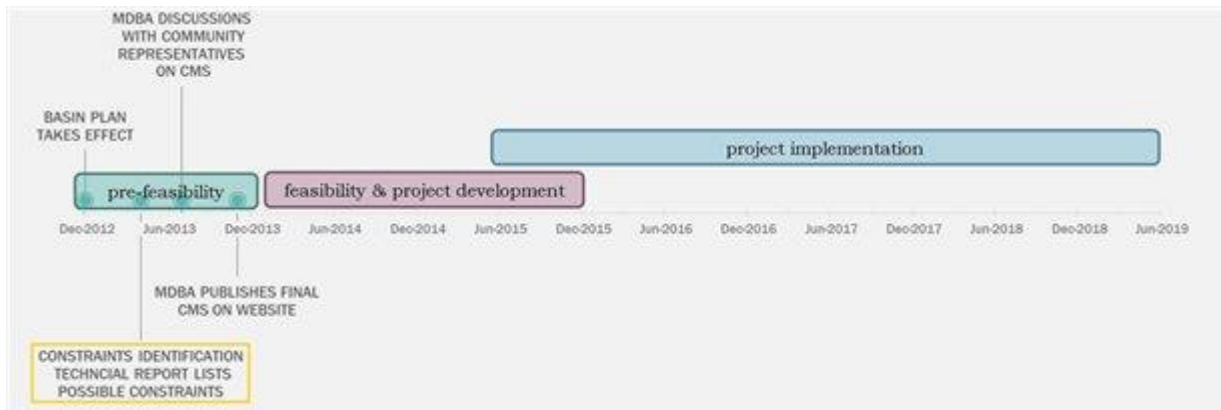 MDBA DISCUSSIONS
WITH COMMUNITY
REPRESENTATIVES
ON CMS
BASIN PLAN
TAKES EFFECT
project implementation
pre-feasibility
feasibility & project development
Dec-2012 Jun-2013 Dec-2013 Jun-2014 Dec-2014 Jun-2015 Dec-2015 Jun-2016 Dec-2016 Jun-2017 Dec-2017 Jun-2018 Dec-2018 Jun-2019
MDBA PUBLISHES FINAL
CMS ON WEBSITE
CONSTRAINTS IDENTIFICATION
TECHNCIAL REPORT LISTS
POSSIBLE CONSTRAINTS